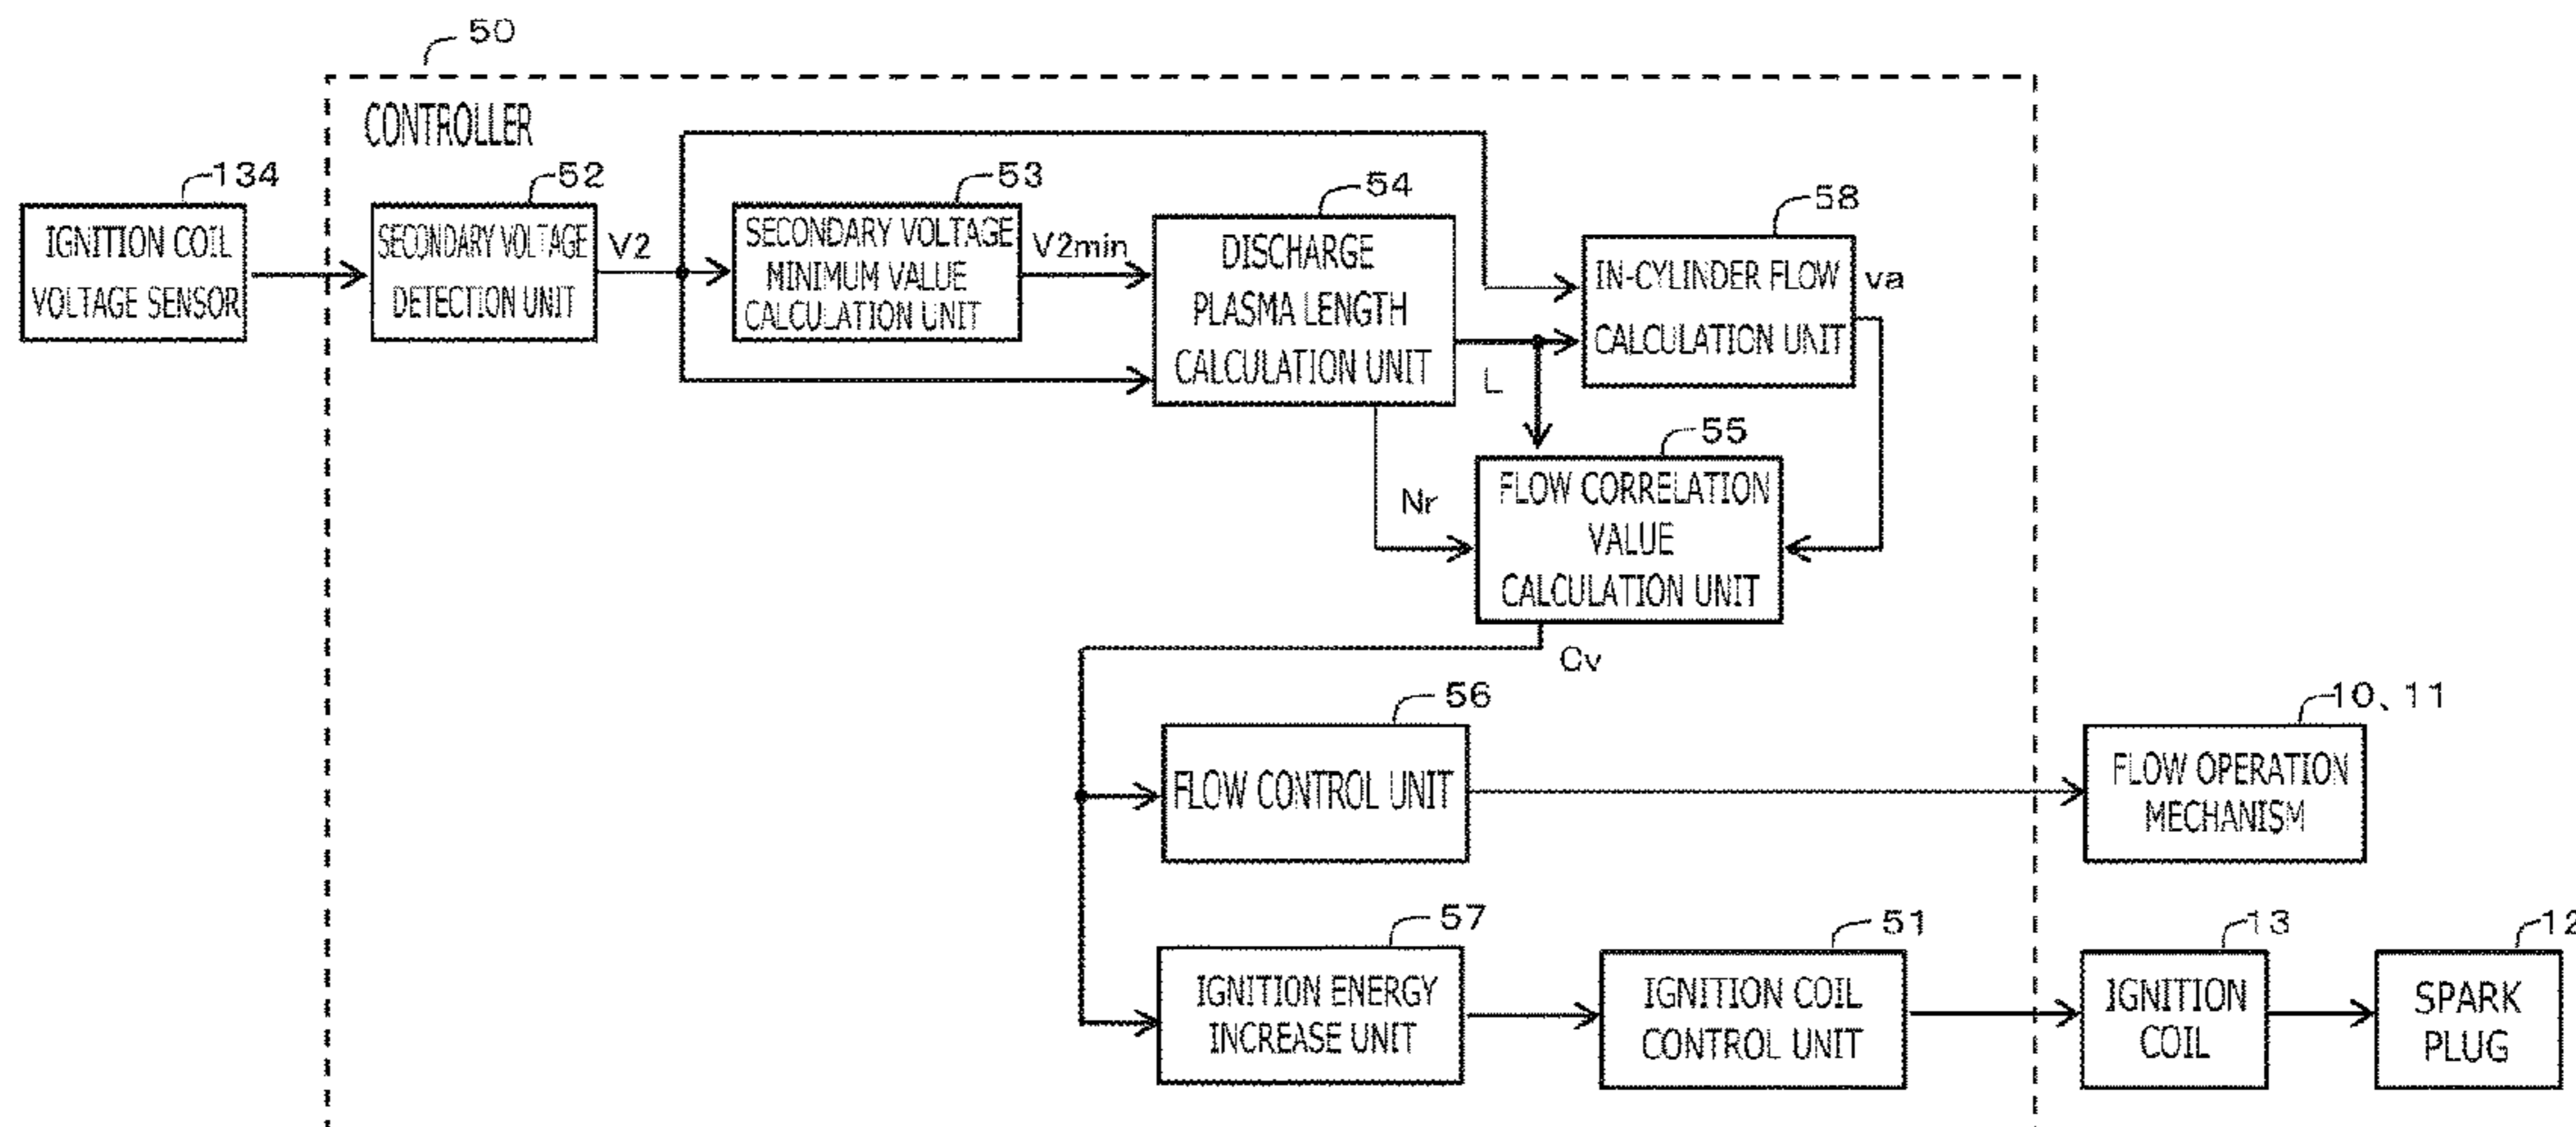 50
CONTROLLER
134
IGNITION COIL
VOLTAGE SENSOR
52
SECONDARY VOLTAGE
DETECTION UNIT
V2
53
SECONDARY VOLTAGE
MINIMUM VALUE
CALCULATION UNIT
V2min
54
DISCHARGE
PLASMA LENGTH
CALCULATION UNIT
L
58
IN-CYLINDER FLOW
CALCULATION UNIT
va
Nr
55
FLOW CORRELATION
VALUE
CALCULATION UNIT
Cv
56
FLOW CONTROL UNIT
10、11
FLOW OPERATION
MECHANISM
57
IGNITION ENERGY
INCREASE UNIT
51
IGNITION COIL
CONTROL UNIT
13
IGNITION
COIL
12
SPARK
PLUG